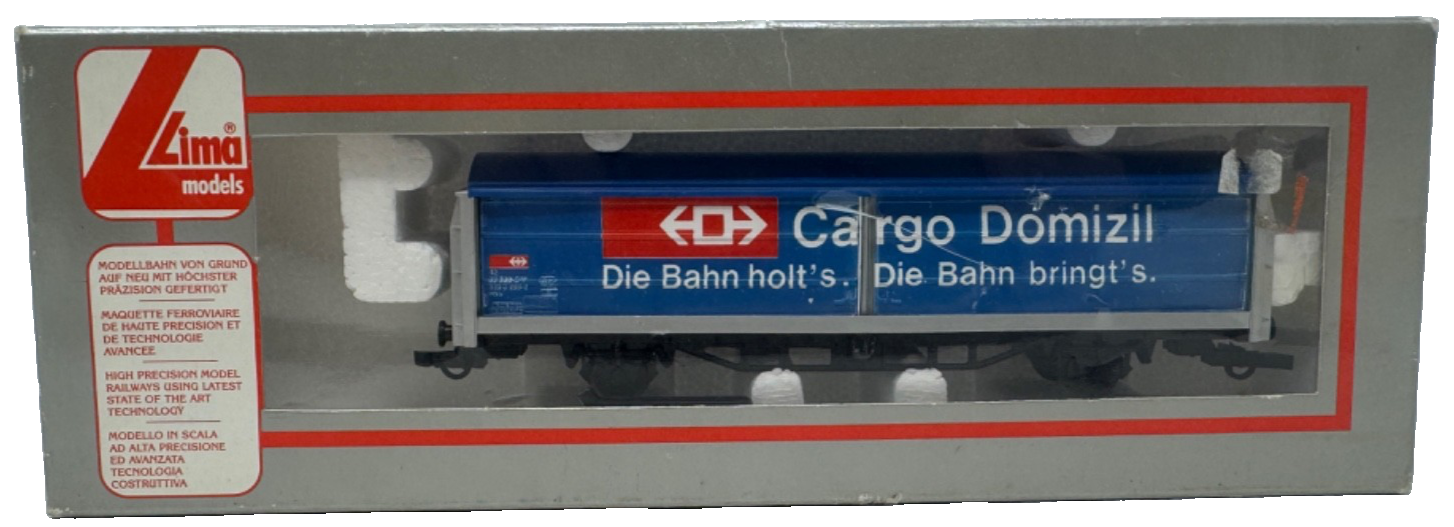 Lima®
models
MODELLBAHN VON GRUND
AUF NEU MIT HÖCHSTER
PRÄZISION GEFERTIGT
MAQUETTE FERROVIAIRE
DE HAUTE PRECISION ET
DE TECHNOLOGIE
AVANCEE
HIGH PRECISION MODEL
RAILWAYS USING LATEST
STATE OF THE ART
TECHNOLOGY
MODELLO IN SCALA
AD ALTA PRECISIONE
ED AVANZATA
TECNOLOGIA
COSTRUTTIVA
Cargo Domizil
Die Bahn holt's. Die Bahn bringt's.